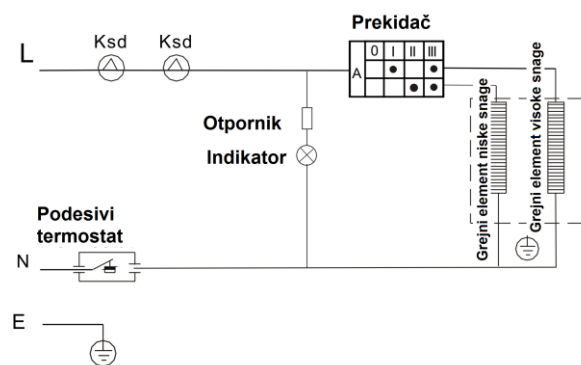 Prekidač
Ksd
Ksd
L
0 I II III
A
Otpornik
Indikator
Grejni element niske snage
Grejni element visoke snage
Podesivi
termostat
N
E